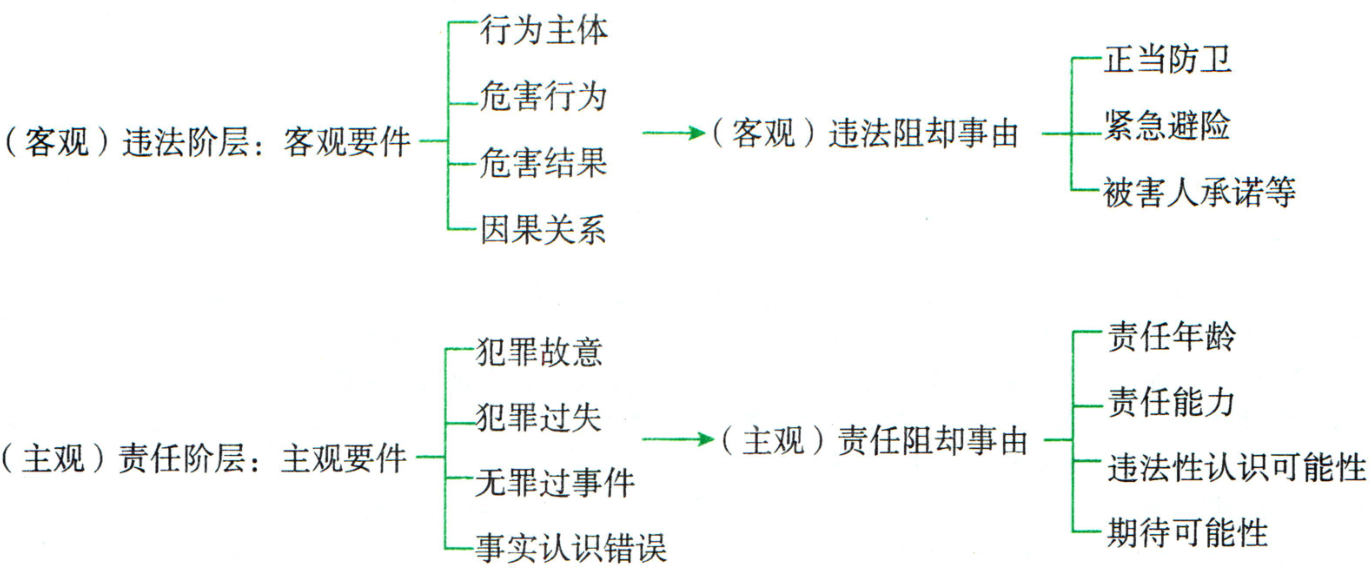 （客观）违法阶层：客观要件
行为主体
危害行为
危害结果
因果关系
（客观）违法阻却事由
正当防卫
紧急避险
被害人承诺等
（主观）责任阶层：主观要件
犯罪故意
犯罪过失
无罪过事件
事实认识错误
（主观）责任阻却事由
责任年龄
责任能力
违法性认识可能性
期待可能性